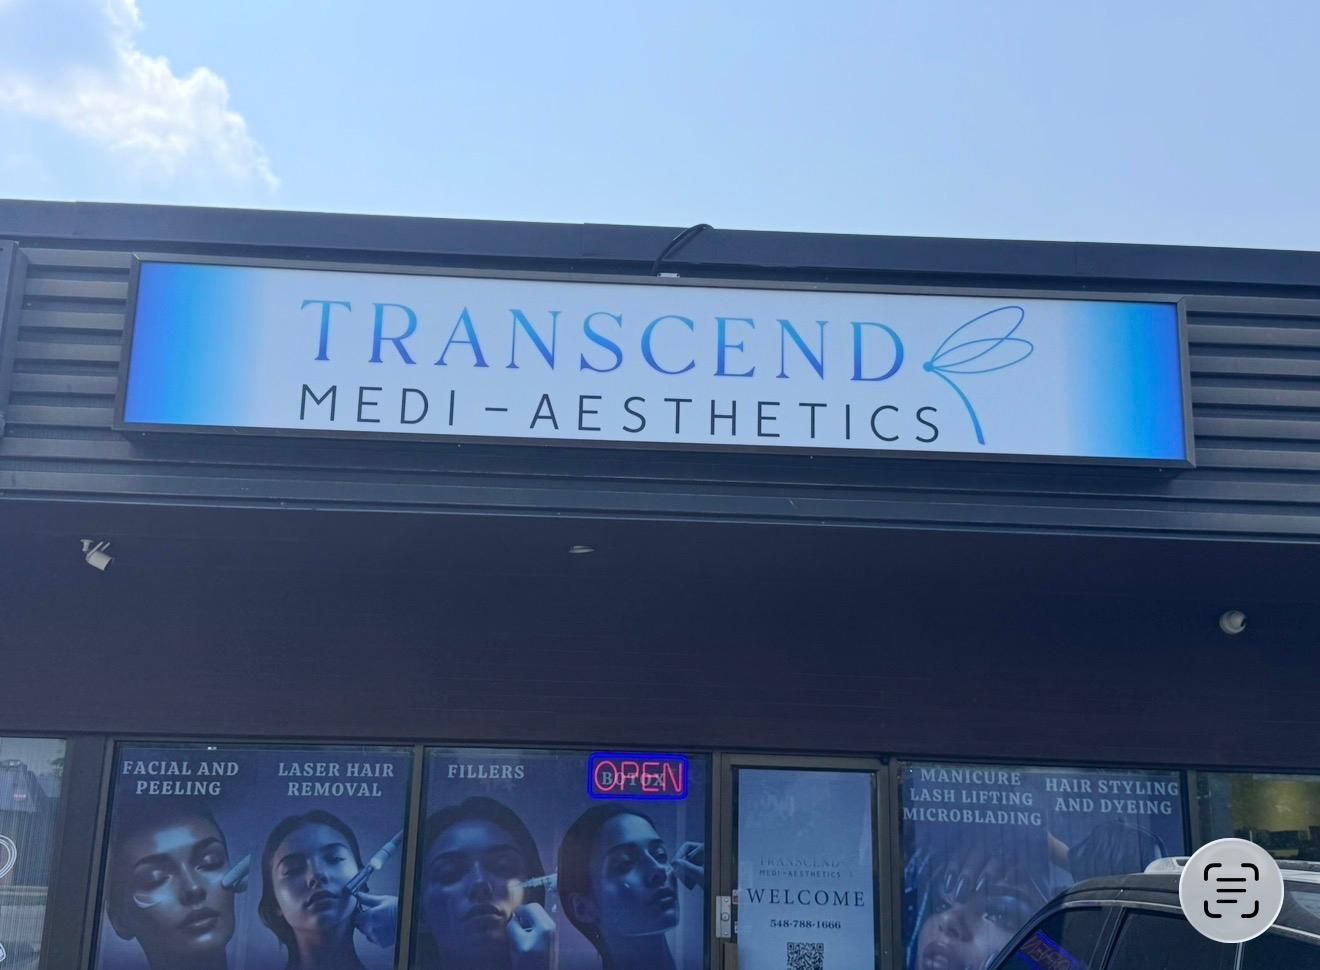 TRANSCEND
MEDI-AESTHETICS
FACIAL AND
PEELING
LASER HAIR
REMOVAL
FILLERS
BOTOX
OPEN
TRANSCEND
MEDI-AESTHETICS
WELCOME
548-788-1666
MANICURE
LASH LIFTING
MICROBLADING
HAIR STYLING
AND DYEING